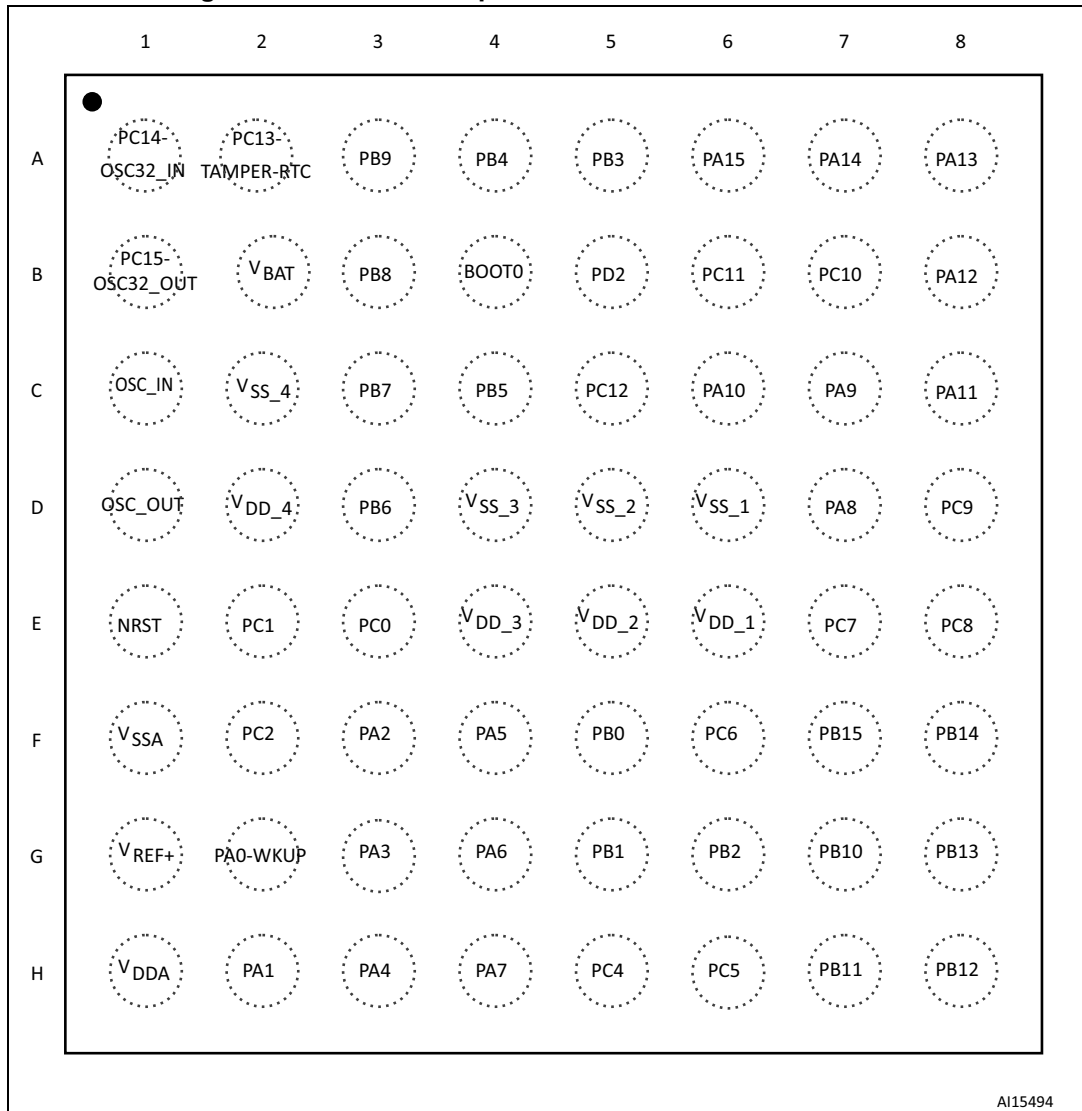 1 2 3 4 5 6 7 8
A PC14-OSC32_IN PC13-TAMPER-RTC PB9 PB4 PB3 PA15 PA14 PA13
B PC15-OSC32_OUT VBAT PB8 BOOT0 PD2 PC11 PC10 PA12
C OSC_IN VSS_4 PB7 PB5 PC12 PA10 PA9 PA11
D OSC_OUT VDD_4 PB6 VSS_3 VSS_2 VSS_1 PA8 PC9
E NRST PC1 PC0 VDD_3 VDD_2 VDD_1 PC7 PC8
F VSSA PC2 PA2 PA5 PB0 PC6 PB15 PB14
G VREF+ PA0-WKUP PA3 PA6 PB1 PB2 PB10 PB13
H VDDA PA1 PA4 PA7 PC4 PC5 PB11 PB12
AI15494